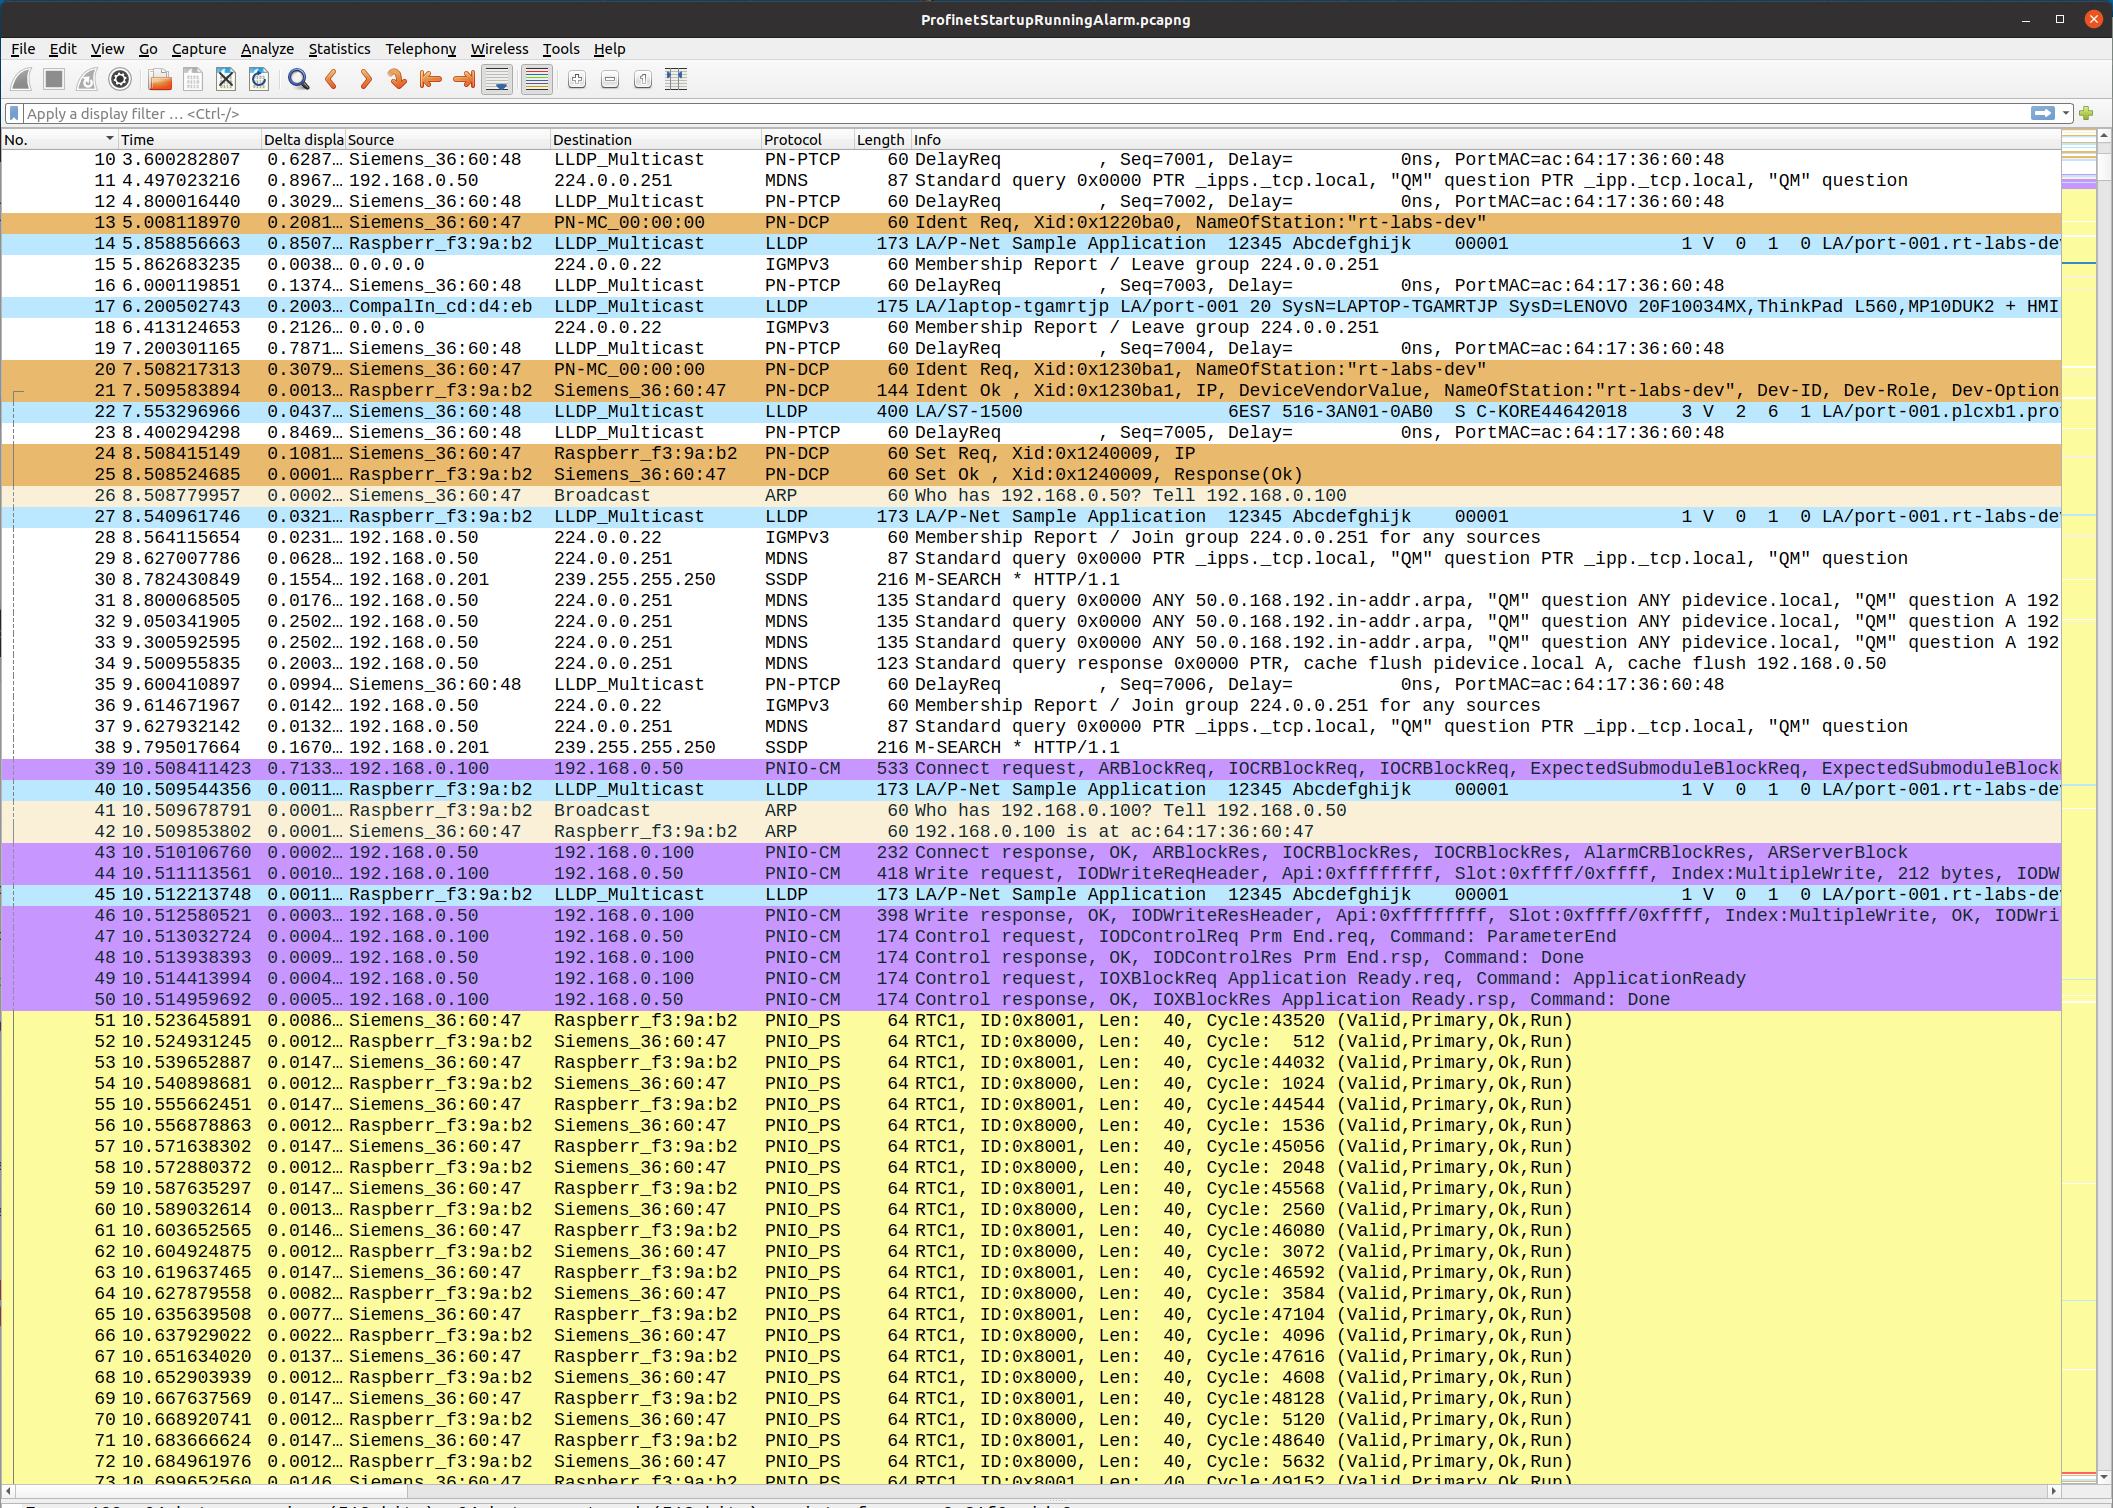 ProfinetStartupRunningAlarm.pcapng
File Edit View Go Capture Analyze Statistics Telephony Wireless Tools Help
Apply a display filter … <Ctrl-/>
No. Time Delta displa Source Destination Protocol Length Info
10 3.600282807 0.6287… Siemens_36:60:48 LLDP_Multicast PN-PTCP 60 DelayReq , Seq=7001, Delay= 0ns, PortMAC=ac:64:17:36:60:48
11 4.497023216 0.8967… 192.168.0.50 224.0.0.251 MDNS 87 Standard query 0x0000 PTR _ipps._tcp.local, "QM" question PTR _ipp._tcp.local, "QM" question
12 4.800016440 0.3029… Siemens_36:60:48 LLDP_Multicast PN-PTCP 60 DelayReq , Seq=7002, Delay= 0ns, PortMAC=ac:64:17:36:60:48
13 5.008118970 0.2081… Siemens_36:60:47 PN-MC_00:00:00 PN-DCP 60 Ident Req, Xid:0x1220ba0, NameOfStation:"rt-labs-dev"
14 5.858856663 0.8507… Raspberr_f3:9a:b2 LLDP_Multicast LLDP 173 LA/P-Net Sample Application 12345 Abcdefghijk 00001 1 V 0 1 0 LA/port-001.rt-labs-de
15 5.862683235 0.0038… 0.0.0.0 224.0.0.22 IGMPv3 60 Membership Report / Leave group 224.0.0.251
16 6.000119851 0.1374… Siemens_36:60:48 LLDP_Multicast PN-PTCP 60 DelayReq , Seq=7003, Delay= 0ns, PortMAC=ac:64:17:36:60:48
17 6.200502743 0.2003… CompalIn_cd:d4:eb LLDP_Multicast LLDP 175 LA/laptop-tgamrtjp LA/port-001 20 SysN=LAPTOP-TGAMRTJP SysD=LENOVO 20F10034MX,ThinkPad L560,MP10DUK2 + HMI
18 6.413124653 0.2126… 0.0.0.0 224.0.0.22 IGMPv3 60 Membership Report / Leave group 224.0.0.251
19 7.200301165 0.7871… Siemens_36:60:48 LLDP_Multicast PN-PTCP 60 DelayReq , Seq=7004, Delay= 0ns, PortMAC=ac:64:17:36:60:48
20 7.508217313 0.3079… Siemens_36:60:47 PN-MC_00:00:00 PN-DCP 60 Ident Req, Xid:0x1230ba1, NameOfStation:"rt-labs-dev"
21 7.509583894 0.0013… Raspberr_f3:9a:b2 Siemens_36:60:47 PN-DCP 144 Ident Ok , Xid:0x1230ba1, IP, DeviceVendorValue, NameOfStation:"rt-labs-dev", Dev-ID, Dev-Role, Dev-Option
22 7.553296966 0.0437… Siemens_36:60:48 LLDP_Multicast LLDP 400 LA/S7-1500 6ES7 516-3AN01-0AB0 S C-KORE44642018 3 V 2 6 1 LA/port-001.plcxb1.pro
23 8.400294298 0.8469… Siemens_36:60:48 LLDP_Multicast PN-PTCP 60 DelayReq , Seq=7005, Delay= 0ns, PortMAC=ac:64:17:36:60:48
24 8.508415149 0.1081… Siemens_36:60:47 Raspberr_f3:9a:b2 PN-DCP 60 Set Req, Xid:0x1240009, IP
25 8.508524685 0.0001… Raspberr_f3:9a:b2 Siemens_36:60:47 PN-DCP 60 Set Ok , Xid:0x1240009, Response(Ok)
26 8.508779957 0.0002… Siemens_36:60:47 Broadcast ARP 60 Who has 192.168.0.50? Tell 192.168.0.100
27 8.540961746 0.0321… Raspberr_f3:9a:b2 LLDP_Multicast LLDP 173 LA/P-Net Sample Application 12345 Abcdefghijk 00001 1 V 0 1 0 LA/port-001.rt-labs-de
28 8.564115654 0.0231… 192.168.0.50 224.0.0.22 IGMPv3 60 Membership Report / Join group 224.0.0.251 for any sources
29 8.627007786 0.0628… 192.168.0.50 224.0.0.251 MDNS 87 Standard query 0x0000 PTR _ipps._tcp.local, "QM" question PTR _ipp._tcp.local, "QM" question
30 8.782430849 0.1554… 192.168.0.201 239.255.255.250 SSDP 216 M-SEARCH * HTTP/1.1
31 8.800068505 0.0176… 192.168.0.50 224.0.0.251 MDNS 135 Standard query 0x0000 ANY 50.0.168.192.in-addr.arpa, "QM" question ANY pidevice.local, "QM" question A 192
32 9.050341905 0.2502… 192.168.0.50 224.0.0.251 MDNS 135 Standard query 0x0000 ANY 50.0.168.192.in-addr.arpa, "QM" question ANY pidevice.local, "QM" question A 192
33 9.300592595 0.2502… 192.168.0.50 224.0.0.251 MDNS 135 Standard query 0x0000 ANY 50.0.168.192.in-addr.arpa, "QM" question ANY pidevice.local, "QM" question A 192
34 9.500955835 0.2003… 192.168.0.50 224.0.0.251 MDNS 123 Standard query response 0x0000 PTR, cache flush pidevice.local A, cache flush 192.168.0.50
35 9.600410897 0.0994… Siemens_36:60:48 LLDP_Multicast PN-PTCP 60 DelayReq , Seq=7006, Delay= 0ns, PortMAC=ac:64:17:36:60:48
36 9.614671967 0.0142… 192.168.0.50 224.0.0.22 IGMPv3 60 Membership Report / Join group 224.0.0.251 for any sources
37 9.627932142 0.0132… 192.168.0.50 224.0.0.251 MDNS 87 Standard query 0x0000 PTR _ipps._tcp.local, "QM" question PTR _ipp._tcp.local, "QM" question
38 9.795017664 0.1670… 192.168.0.201 239.255.255.250 SSDP 216 M-SEARCH * HTTP/1.1
39 10.508411423 0.7133… 192.168.0.100 192.168.0.50 PNIO-CM 533 Connect request, ARBlockReq, IOCRBlockReq, IOCRBlockReq, ExpectedSubmoduleBlockReq, ExpectedSubmoduleBlock
40 10.509544356 0.0011… Raspberr_f3:9a:b2 LLDP_Multicast LLDP 173 LA/P-Net Sample Application 12345 Abcdefghijk 00001 1 V 0 1 0 LA/port-001.rt-labs-de
41 10.509678791 0.0001… Raspberr_f3:9a:b2 Broadcast ARP 60 Who has 192.168.0.100? Tell 192.168.0.50
42 10.509853802 0.0001… Siemens_36:60:47 Raspberr_f3:9a:b2 ARP 60 192.168.0.100 is at ac:64:17:36:60:47
43 10.510106760 0.0002… 192.168.0.50 192.168.0.100 PNIO-CM 232 Connect response, OK, ARBlockRes, IOCRBlockRes, IOCRBlockRes, AlarmCRBlockRes, ARServerBlock
44 10.511113561 0.0010… 192.168.0.100 192.168.0.50 PNIO-CM 418 Write request, IODWriteReqHeader, Api:0xffffffff, Slot:0xffff/0xffff, Index:MultipleWrite, 212 bytes, IODW
45 10.512213748 0.0011… Raspberr_f3:9a:b2 LLDP_Multicast LLDP 173 LA/P-Net Sample Application 12345 Abcdefghijk 00001 1 V 0 1 0 LA/port-001.rt-labs-de
46 10.512580521 0.0003… 192.168.0.50 192.168.0.100 PNIO-CM 398 Write response, OK, IODWriteResHeader, Api:0xffffffff, Slot:0xffff/0xffff, Index:MultipleWrite, OK, IODWri
47 10.513032724 0.0004… 192.168.0.100 192.168.0.50 PNIO-CM 174 Control request, IODControlReq Prm End.req, Command: ParameterEnd
48 10.513938393 0.0009… 192.168.0.50 192.168.0.100 PNIO-CM 174 Control response, OK, IODControlRes Prm End.rsp, Command: Done
49 10.514413994 0.0004… 192.168.0.50 192.168.0.100 PNIO-CM 174 Control request, IOXBlockReq Application Ready.req, Command: ApplicationReady
50 10.514959692 0.0005… 192.168.0.100 192.168.0.50 PNIO-CM 174 Control response, OK, IOXBlockRes Application Ready.rsp, Command: Done
51 10.523645891 0.0086… Siemens_36:60:47 Raspberr_f3:9a:b2 PNIO_PS 64 RTC1, ID:0x8001, Len: 40, Cycle:43520 (Valid,Primary,Ok,Run)
52 10.524931245 0.0012… Raspberr_f3:9a:b2 Siemens_36:60:47 PNIO_PS 64 RTC1, ID:0x8000, Len: 40, Cycle: 512 (Valid,Primary,Ok,Run)
53 10.539652887 0.0147… Siemens_36:60:47 Raspberr_f3:9a:b2 PNIO_PS 64 RTC1, ID:0x8001, Len: 40, Cycle:44032 (Valid,Primary,Ok,Run)
54 10.540898681 0.0012… Raspberr_f3:9a:b2 Siemens_36:60:47 PNIO_PS 64 RTC1, ID:0x8000, Len: 40, Cycle: 1024 (Valid,Primary,Ok,Run)
55 10.555662451 0.0147… Siemens_36:60:47 Raspberr_f3:9a:b2 PNIO_PS 64 RTC1, ID:0x8001, Len: 40, Cycle:44544 (Valid,Primary,Ok,Run)
56 10.556878863 0.0012… Raspberr_f3:9a:b2 Siemens_36:60:47 PNIO_PS 64 RTC1, ID:0x8000, Len: 40, Cycle: 1536 (Valid,Primary,Ok,Run)
57 10.571638302 0.0147… Siemens_36:60:47 Raspberr_f3:9a:b2 PNIO_PS 64 RTC1, ID:0x8001, Len: 40, Cycle:45056 (Valid,Primary,Ok,Run)
58 10.572880372 0.0012… Raspberr_f3:9a:b2 Siemens_36:60:47 PNIO_PS 64 RTC1, ID:0x8000, Len: 40, Cycle: 2048 (Valid,Primary,Ok,Run)
59 10.587635297 0.0147… Siemens_36:60:47 Raspberr_f3:9a:b2 PNIO_PS 64 RTC1, ID:0x8001, Len: 40, Cycle:45568 (Valid,Primary,Ok,Run)
60 10.589032614 0.0013… Raspberr_f3:9a:b2 Siemens_36:60:47 PNIO_PS 64 RTC1, ID:0x8000, Len: 40, Cycle: 2560 (Valid,Primary,Ok,Run)
61 10.603652565 0.0146… Siemens_36:60:47 Raspberr_f3:9a:b2 PNIO_PS 64 RTC1, ID:0x8001, Len: 40, Cycle:46080 (Valid,Primary,Ok,Run)
62 10.604924875 0.0012… Raspberr_f3:9a:b2 Siemens_36:60:47 PNIO_PS 64 RTC1, ID:0x8000, Len: 40, Cycle: 3072 (Valid,Primary,Ok,Run)
63 10.619637465 0.0147… Siemens_36:60:47 Raspberr_f3:9a:b2 PNIO_PS 64 RTC1, ID:0x8001, Len: 40, Cycle:46592 (Valid,Primary,Ok,Run)
64 10.627879558 0.0082… Raspberr_f3:9a:b2 Siemens_36:60:47 PNIO_PS 64 RTC1, ID:0x8000, Len: 40, Cycle: 3584 (Valid,Primary,Ok,Run)
65 10.635639508 0.0077… Siemens_36:60:47 Raspberr_f3:9a:b2 PNIO_PS 64 RTC1, ID:0x8001, Len: 40, Cycle:47104 (Valid,Primary,Ok,Run)
66 10.637929022 0.0022… Raspberr_f3:9a:b2 Siemens_36:60:47 PNIO_PS 64 RTC1, ID:0x8000, Len: 40, Cycle: 4096 (Valid,Primary,Ok,Run)
67 10.651634020 0.0137… Siemens_36:60:47 Raspberr_f3:9a:b2 PNIO_PS 64 RTC1, ID:0x8001, Len: 40, Cycle:47616 (Valid,Primary,Ok,Run)
68 10.652903939 0.0012… Raspberr_f3:9a:b2 Siemens_36:60:47 PNIO_PS 64 RTC1, ID:0x8000, Len: 40, Cycle: 4608 (Valid,Primary,Ok,Run)
69 10.667637569 0.0147… Siemens_36:60:47 Raspberr_f3:9a:b2 PNIO_PS 64 RTC1, ID:0x8001, Len: 40, Cycle:48128 (Valid,Primary,Ok,Run)
70 10.668920741 0.0012… Raspberr_f3:9a:b2 Siemens_36:60:47 PNIO_PS 64 RTC1, ID:0x8000, Len: 40, Cycle: 5120 (Valid,Primary,Ok,Run)
71 10.683666624 0.0147… Siemens_36:60:47 Raspberr_f3:9a:b2 PNIO_PS 64 RTC1, ID:0x8001, Len: 40, Cycle:48640 (Valid,Primary,Ok,Run)
72 10.684961976 0.0012… Raspberr_f3:9a:b2 Siemens_36:60:47 PNIO_PS 64 RTC1, ID:0x8000, Len: 40, Cycle: 5632 (Valid,Primary,Ok,Run)
73 10.699652560 0.0146… Siemens_36:60:47 Raspberr_f3:9a:b2 PNIO_PS 64 RTC1, ID:0x8001, Len: 40, Cycle:49152 (Valid,Primary,Ok,Run)